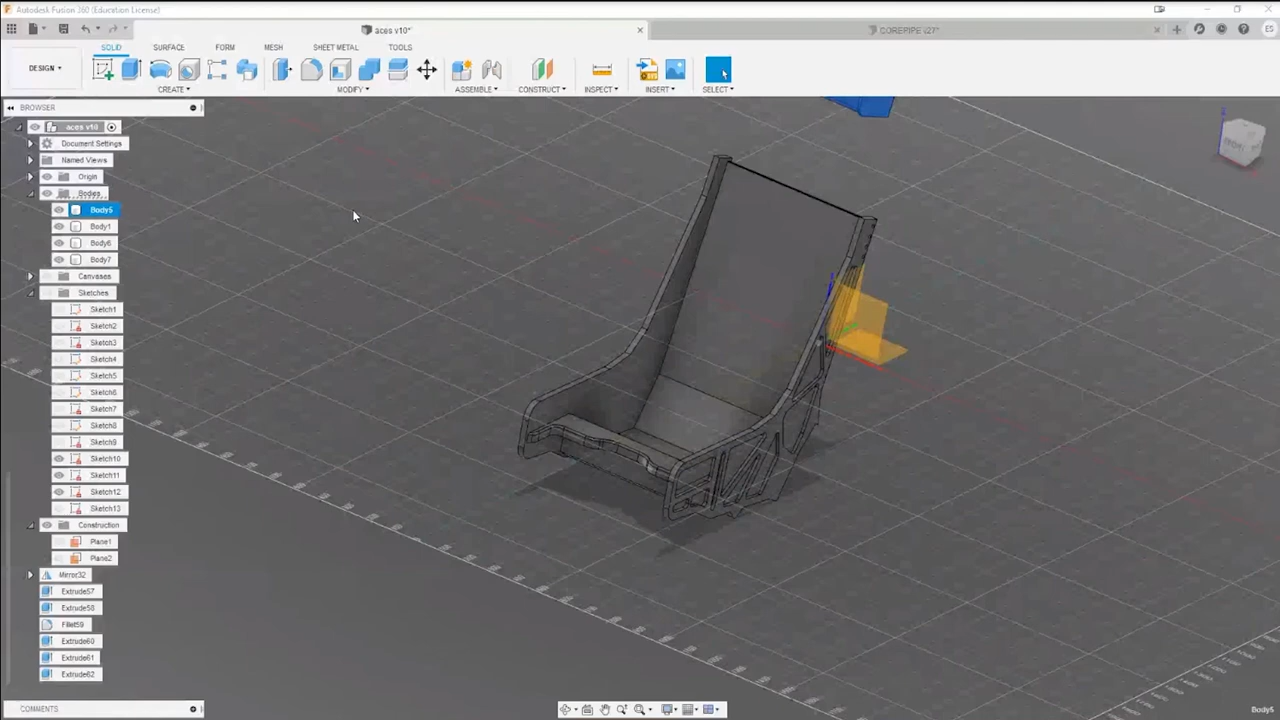 Autodesk Fusion 360 (Education License)
aces v10*
COREPIPE v27*
ES
SOLID SURFACE FORM MESH SHEET METAL TOOLS
DESIGN
CREATE MODIFY ASSEMBLE CONSTRUCT INSPECT INSERT SELECT
BROWSER
aces v10
Document Settings
Named Views
Origin
Bodies
Body5
Body1
Body6
Body7
Canvases
Sketches
Sketch1
Sketch2
Sketch3
Sketch4
Sketch5
Sketch6
Sketch7
Sketch8
Sketch9
Sketch10
Sketch11
Sketch12
Sketch13
Construction
Plane1
Plane2
Mirror32
Extrude57
Extrude58
Fillet59
Extrude60
Extrude61
Extrude62
COMMENTS
Body5